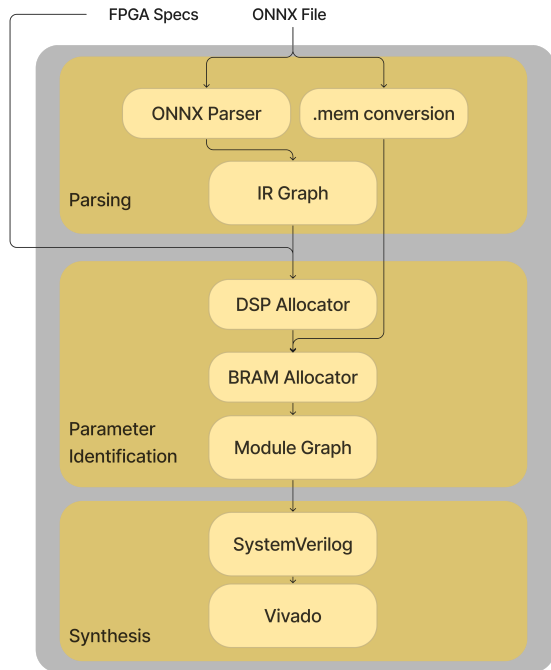 FPGA Specs
ONNX File
ONNX Parser
.mem conversion
IR Graph
Parsing
DSP Allocator
BRAM Allocator
Parameter
Identification
Module Graph
SystemVerilog
Vivado
Synthesis